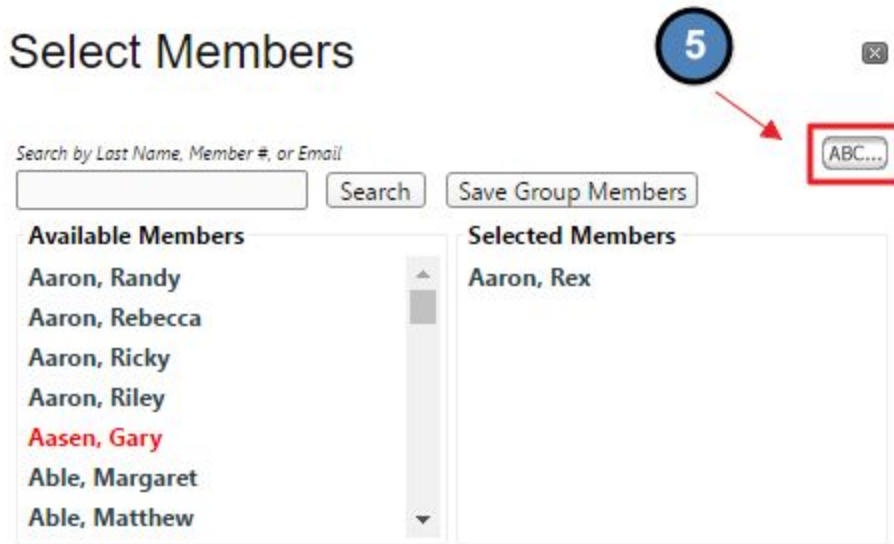 Select Members
5
Search by Last Name, Member #, or Email
ABC...
Search
Save Group Members
Available Members
Aaron, Randy
Aaron, Rebecca
Aaron, Ricky
Aaron, Riley
Aasen, Gary
Able, Margaret
Able, Matthew
Selected Members
Aaron, Rex